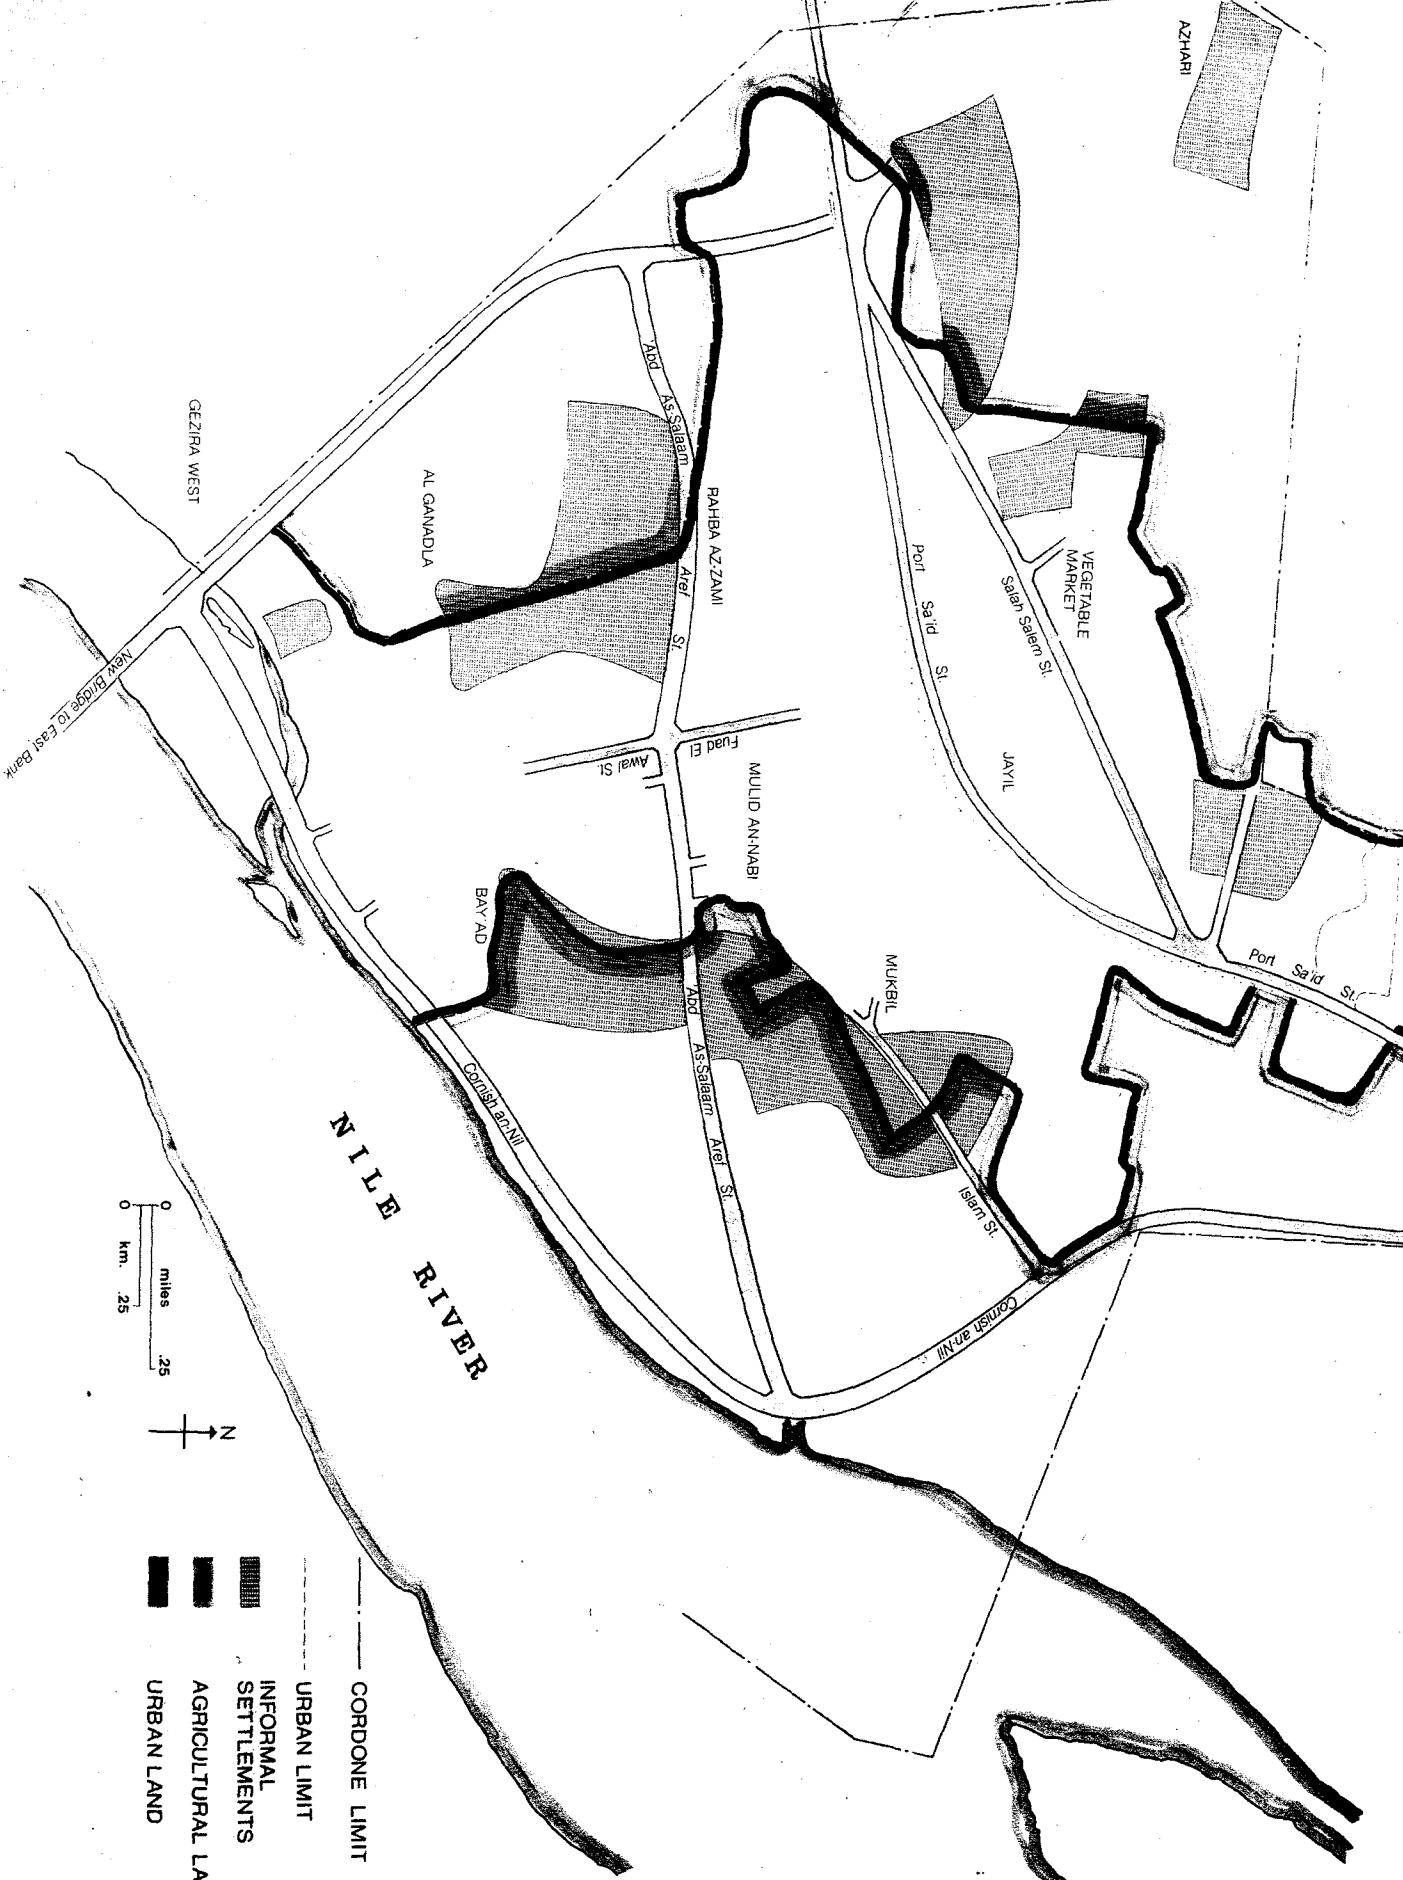 AZHARI
VEGETABLE
MARKET
Salah Salem St.
Port Sa'id St.
JAYIL
Port Sa'id St.
RAHBA AZ-ZAMI
'Abd As-Salaam Aref St.
AL GANADLA
GEZIRA WEST
New Bridge to East Bank
Fuad El
Awal St.
MULID AN-NABI
BAY'AD
MUKBIL
Abd As-Salaam Aref St.
Islam St.
Cornish an-Nil
Cornish an-Nil
NILE RIVER
0 miles .25
0 km. .25
N
CORDONE LIMIT
URBAN LIMIT
INFORMAL
SETTLEMENTS
AGRICULTURAL LA
URBAN LAND